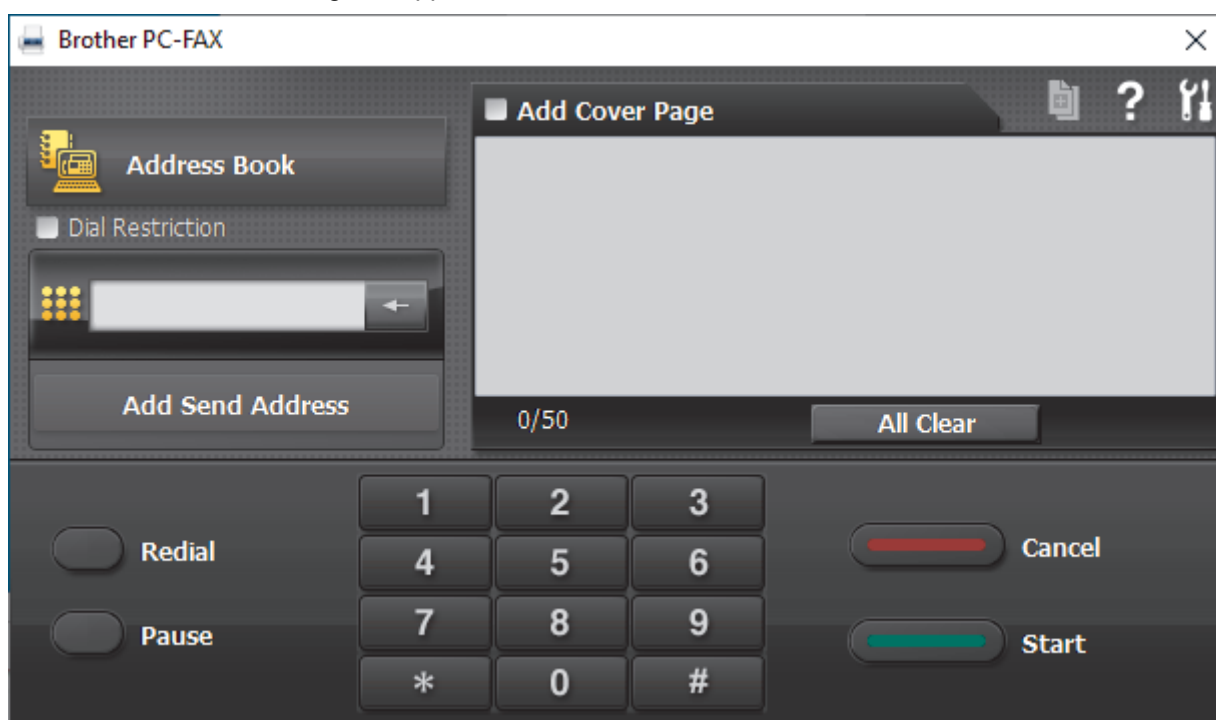 Brother PC-FAX
Add Cover Page
?
Address Book
Dial Restriction
Add Send Address
0/50
All Clear
1 2 3
Redial
4 5 6
Cancel
7 8 9
Pause
Start
* 0 #